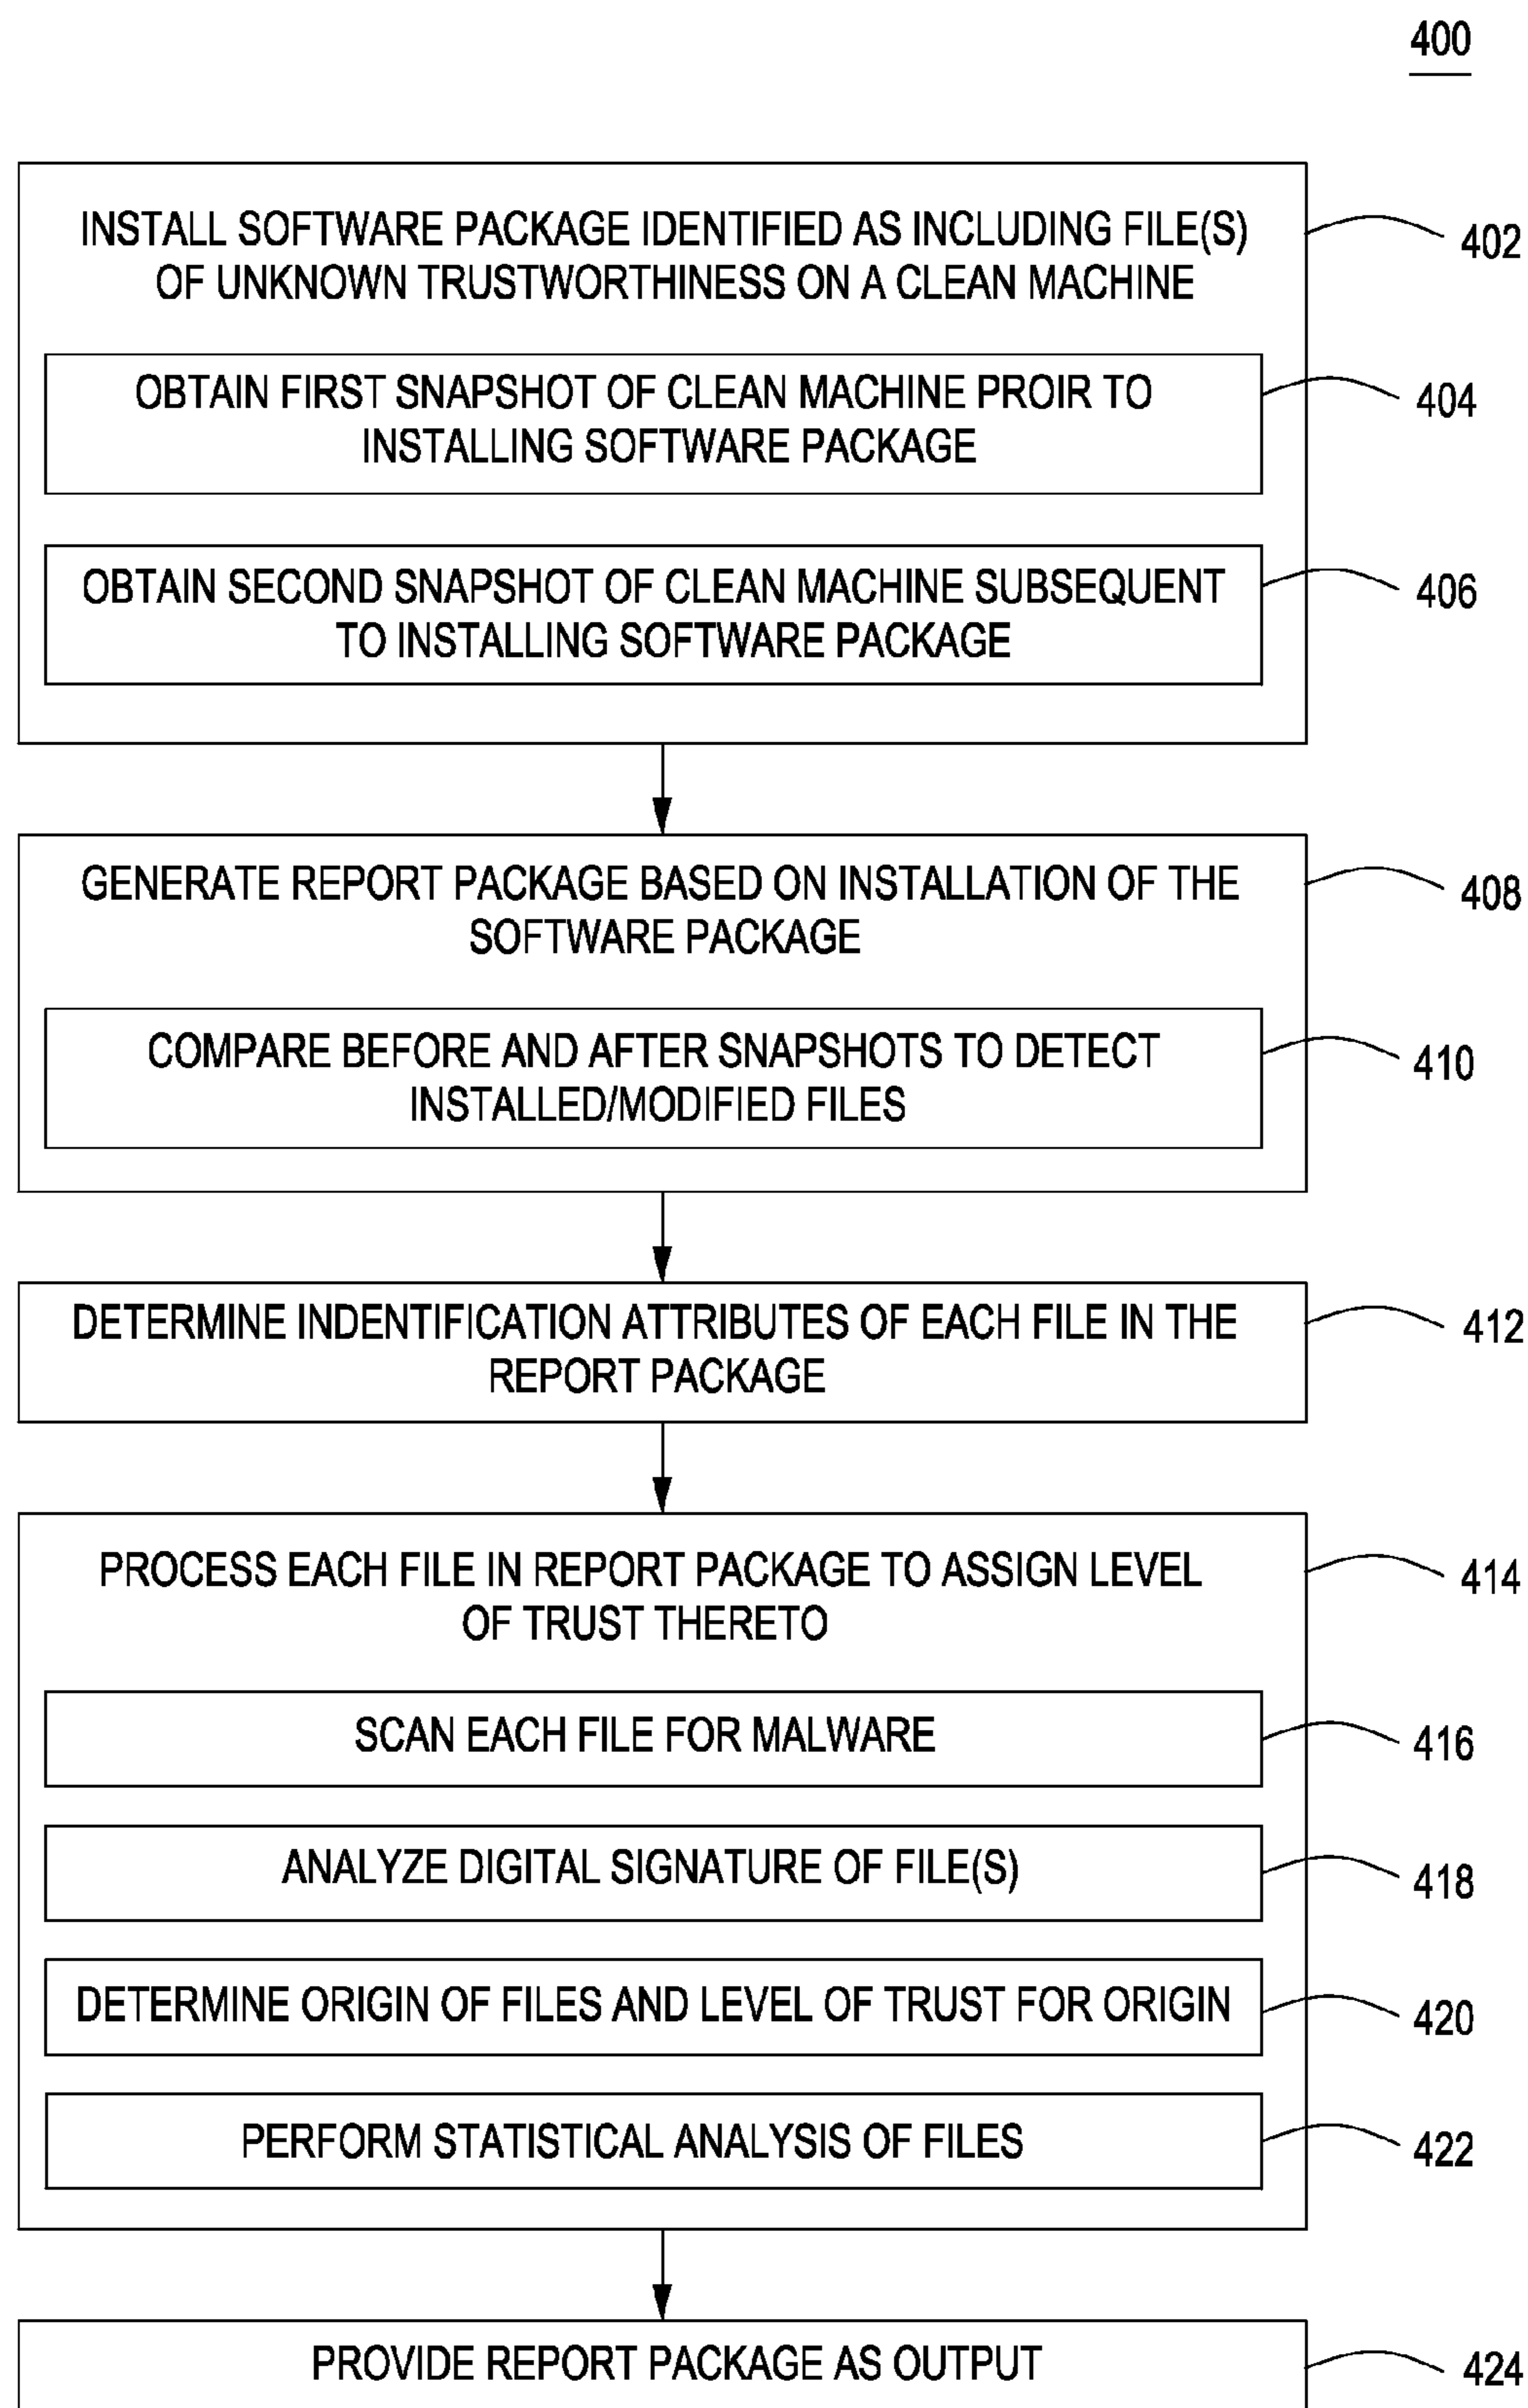 400
INSTALL SOFTWARE PACKAGE IDENTIFIED AS INCLUDING FILE(S)
OF UNKNOWN TRUSTWORTHINESS ON A CLEAN MACHINE
402
OBTAIN FIRST SNAPSHOT OF CLEAN MACHINE PROIR TO
INSTALLING SOFTWARE PACKAGE
404
OBTAIN SECOND SNAPSHOT OF CLEAN MACHINE SUBSEQUENT
TO INSTALLING SOFTWARE PACKAGE
406
GENERATE REPORT PACKAGE BASED ON INSTALLATION OF THE
SOFTWARE PACKAGE
408
COMPARE BEFORE AND AFTER SNAPSHOTS TO DETECT
INSTALLED/MODIFIED FILES
410
DETERMINE INDENTIFICATION ATTRIBUTES OF EACH FILE IN THE
REPORT PACKAGE
412
PROCESS EACH FILE IN REPORT PACKAGE TO ASSIGN LEVEL
OF TRUST THERETO
414
SCAN EACH FILE FOR MALWARE
416
ANALYZE DIGITAL SIGNATURE OF FILE(S)
418
DETERMINE ORIGIN OF FILES AND LEVEL OF TRUST FOR ORIGIN
420
PERFORM STATISTICAL ANALYSIS OF FILES
422
PROVIDE REPORT PACKAGE AS OUTPUT
424